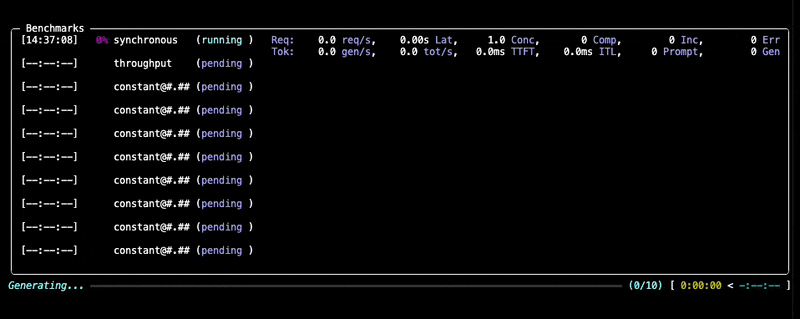 Benchmarks
[14:37:08] 0% synchronous (running ) Req: 0.0 req/s, 0.00s Lat, 1.0 Conc, 0 Comp, 0 Inc, 0 Err
Tok: 0.0 gen/s, 0.0 tot/s, 0.0ms TTFT, 0.0ms ITL, 0 Prompt, 0 Gen
[--:--:--] throughput (pending )
[--:--:--] constant@#.## (pending )
[--:--:--] constant@#.## (pending )
[--:--:--] constant@#.## (pending )
[--:--:--] constant@#.## (pending )
[--:--:--] constant@#.## (pending )
[--:--:--] constant@#.## (pending )
[--:--:--] constant@#.## (pending )
[--:--:--] constant@#.## (pending )
Generating... (0/10) [ 0:00:00 < -:--:-- ]